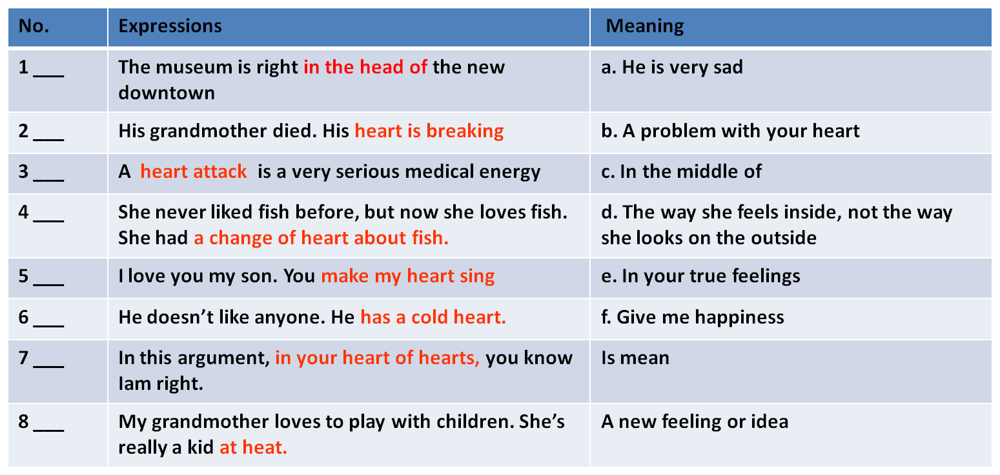 No. Expressions Meaning
1 ___ The museum is right in the head of the new a. He is very sad
downtown
2 ___ His grandmother died. His heart is breaking b. A problem with your heart
3 ___ A heart attack is a very serious medical energy c. In the middle of
4 ___ She never liked fish before, but now she loves fish. d. The way she feels inside, not the way
She had a change of heart about fish. she looks on the outside
5 ___ I love you my son. You make my heart sing e. In your true feelings
6 ___ He doesn’t like anyone. He has a cold heart. f. Give me happiness
7 ___ In this argument, in your heart of hearts, you know Is mean
Iam right.
8 ___ My grandmother loves to play with children. She’s A new feeling or idea
really a kid at heat.